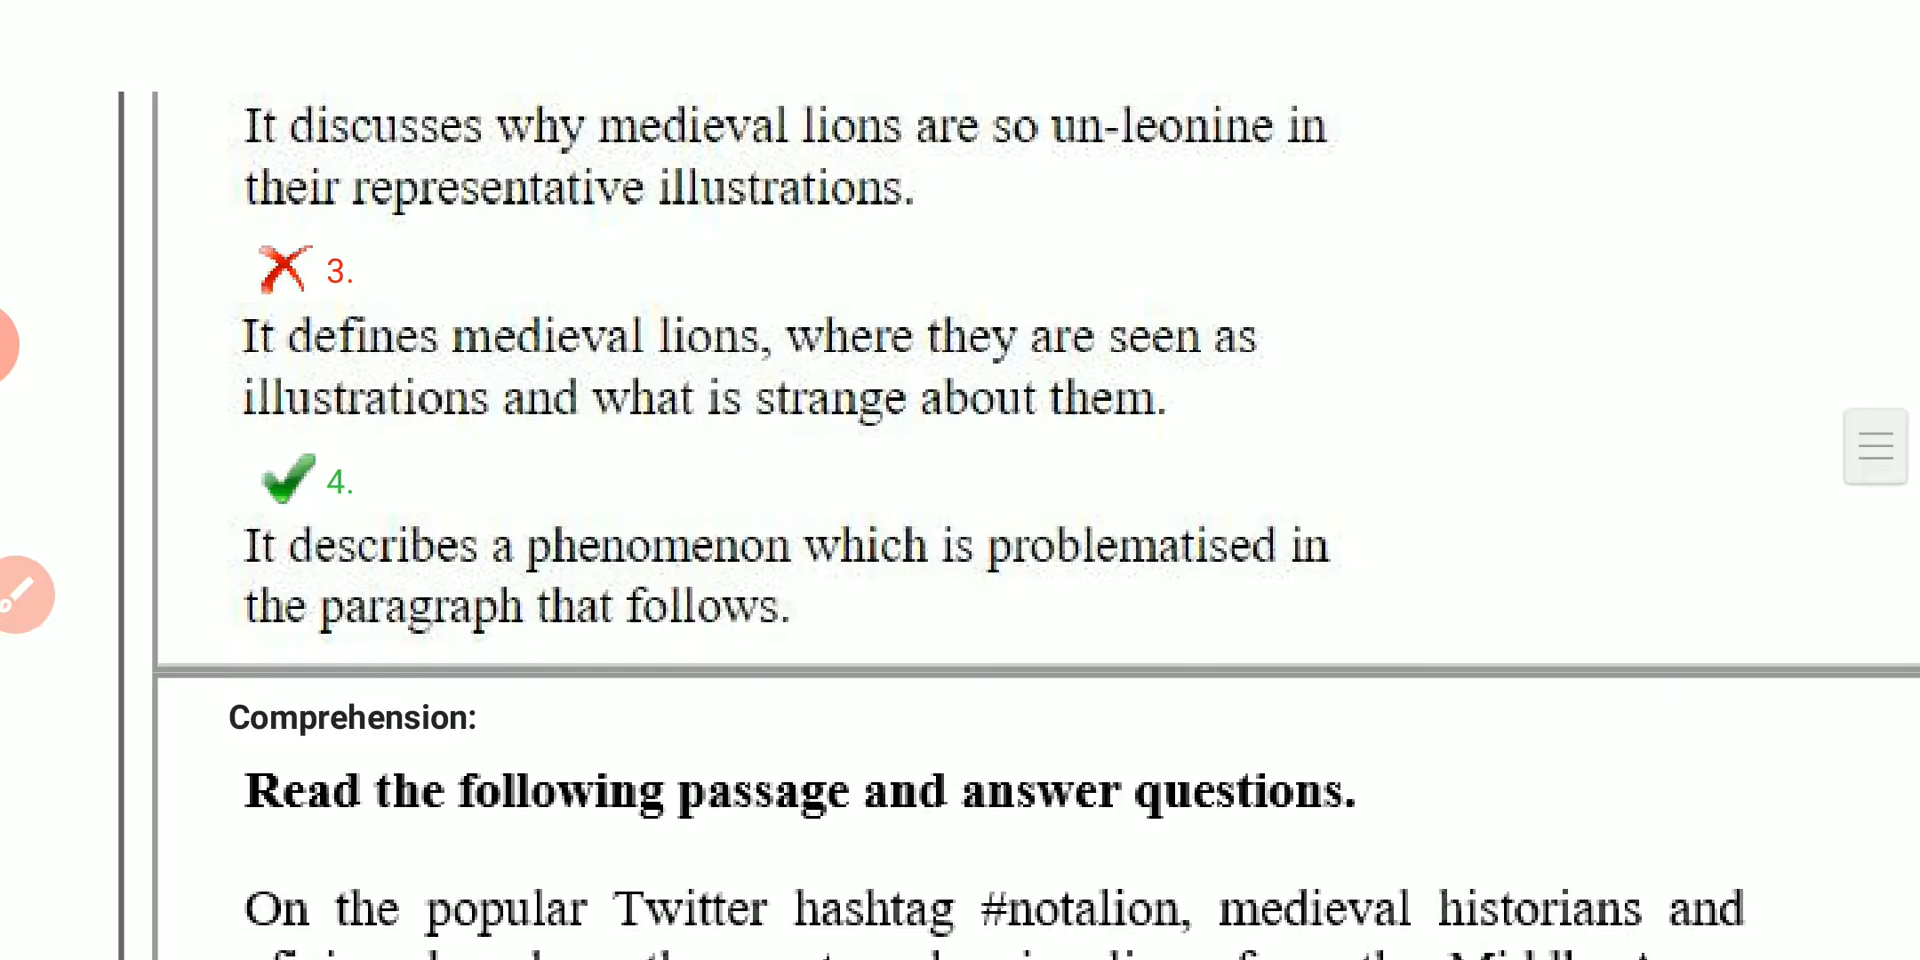 It discusses why medieval lions are so un-leonine in
their representative illustrations.
3.
It defines medieval lions, where they are seen as
illustrations and what is strange about them.
4.
It describes a phenomenon which is problematised in
the paragraph that follows.
Comprehension:
Read the following passage and answer questions.
On the popular Twitter hashtag #notalion, medieval historians and